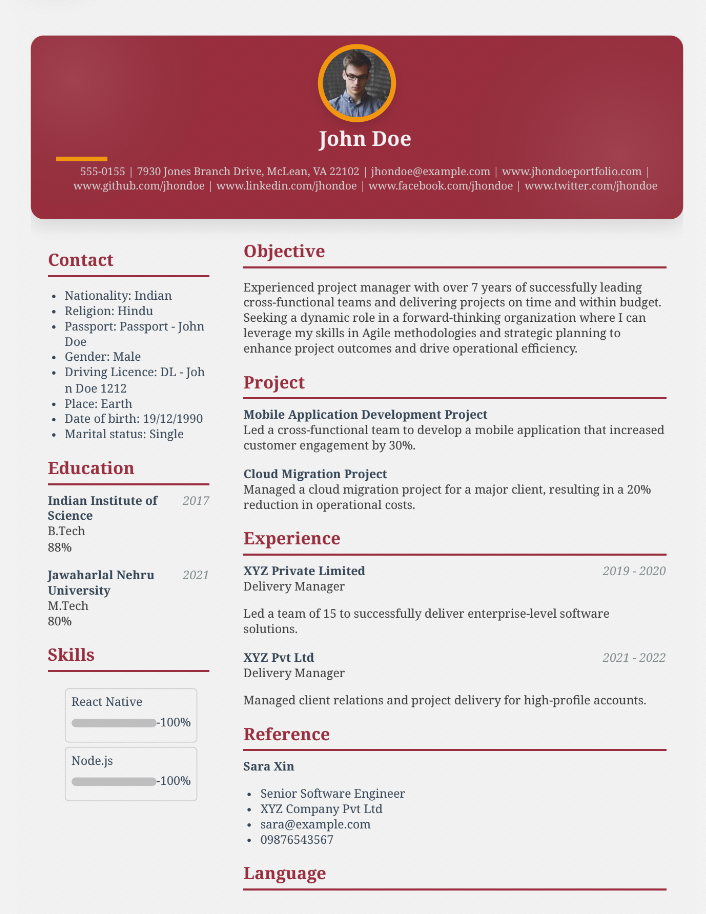 John Doe
555-0155 | 7930 Jones Branch Drive, McLean, VA 22102 | jhondoe@example.com | www.jhondoeportfolio.com |
www.github.com/jhondoe | www.linkedin.com/jhondoe | www.facebook.com/jhondoe | www.twitter.com/jhondoe
Contact
• Nationality: Indian
• Religion: Hindu
• Passport: Passport - John
Doe
• Gender: Male
• Driving Licence: DL - Joh
n Doe 1212
• Place: Earth
• Date of birth: 19/12/1990
• Marital status: Single
Education
Indian Institute of 2017
Science
B.Tech
88%
Jawaharlal Nehru 2021
University
M.Tech
80%
Skills
React Native
-100%
Node.js
-100%
Objective
Experienced project manager with over 7 years of successfully leading
cross-functional teams and delivering projects on time and within budget.
Seeking a dynamic role in a forward-thinking organization where I can
leverage my skills in Agile methodologies and strategic planning to
enhance project outcomes and drive operational efficiency.
Project
Mobile Application Development Project
Led a cross-functional team to develop a mobile application that increased
customer engagement by 30%.
Cloud Migration Project
Managed a cloud migration project for a major client, resulting in a 20%
reduction in operational costs.
Experience
XYZ Private Limited 2019 - 2020
Delivery Manager
Led a team of 15 to successfully deliver enterprise-level software
solutions.
XYZ Pvt Ltd 2021 - 2022
Delivery Manager
Managed client relations and project delivery for high-profile accounts.
Reference
Sara Xin
• Senior Software Engineer
• XYZ Company Pvt Ltd
• sara@example.com
• 09876543567
Language